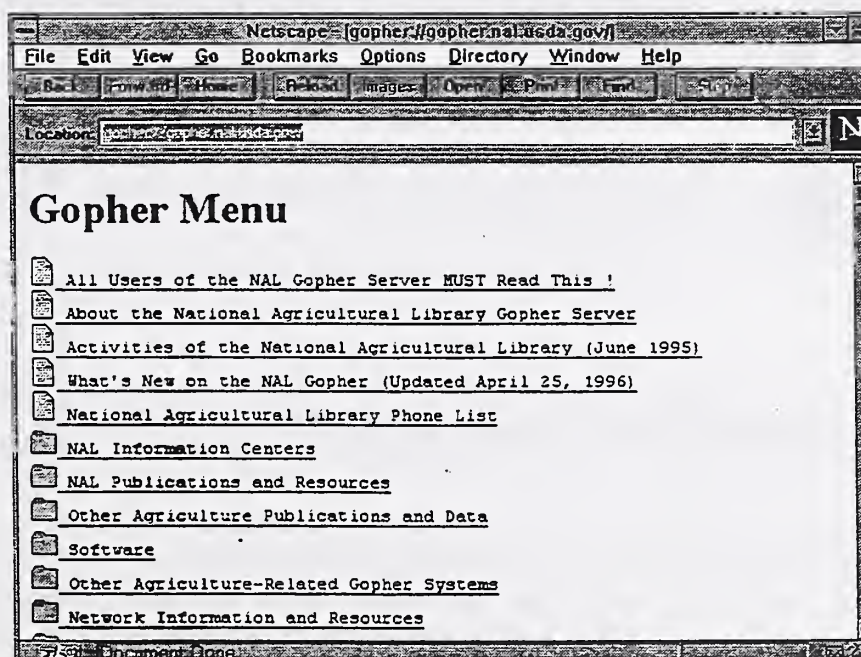 Netscape - [gopher://gopher.nal.usda.gov/]
File Edit View Go Bookmarks Options Directory Window Help
Back Forward Home Reload Images Open Print Find Stop
Location: gopher://gopher.nal.usda.gov
N
Gopher Menu
All Users of the NAL Gopher Server MUST Read This !
About the National Agricultural Library Gopher Server
Activities of the National Agricultural Library (June 1995)
What's New on the NAL Gopher (Updated April 25, 1996)
National Agricultural Library Phone List
NAL Information Centers
NAL Publications and Resources
Other Agriculture Publications and Data
Software
Other Agriculture-Related Gopher Systems
Network Information and Resources
Document Done